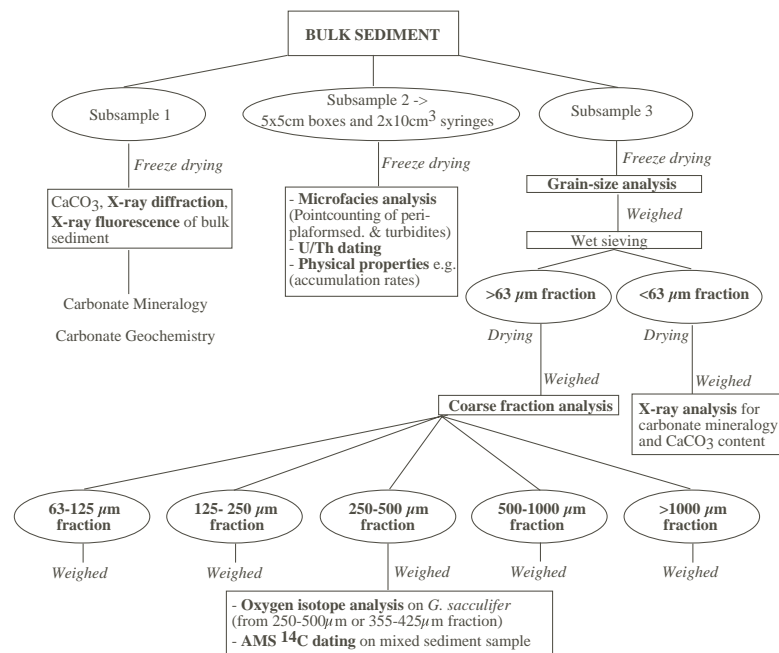 BULK SEDIMENT
Subsample 1
Subsample 2 ->
5x5cm boxes and 2x10cm³ syringes
Subsample 3
Freeze drying
Freeze drying
Freeze drying
CaCO₃, X-ray diffraction,
X-ray fluorescence of bulk
sediment
Carbonate Mineralogy
Carbonate Geochemistry
- Microfacies analysis
(Pointcounting of peri-
plaformsed. & turbidites)
- U/Th dating
- Physical properties e.g.
(accumulation rates)
Grain-size analysis
Weighed
Wet sieving
>63 µm fraction
<63 µm fraction
Drying
Drying
Weighed
Weighed
Coarse fraction analysis
X-ray analysis for
carbonate mineralogy
and CaCO₃ content
63-125 µm
fraction
125- 250 µm
fraction
250-500 µm
fraction
500-1000 µm
fraction
>1000 µm
fraction
Weighed
Weighed
Weighed
Weighed
Weighed
- Oxygen isotope analysis on G. sacculifer
(from 250-500µm or 355-425µm fraction)
- AMS ¹⁴C dating on mixed sediment sample